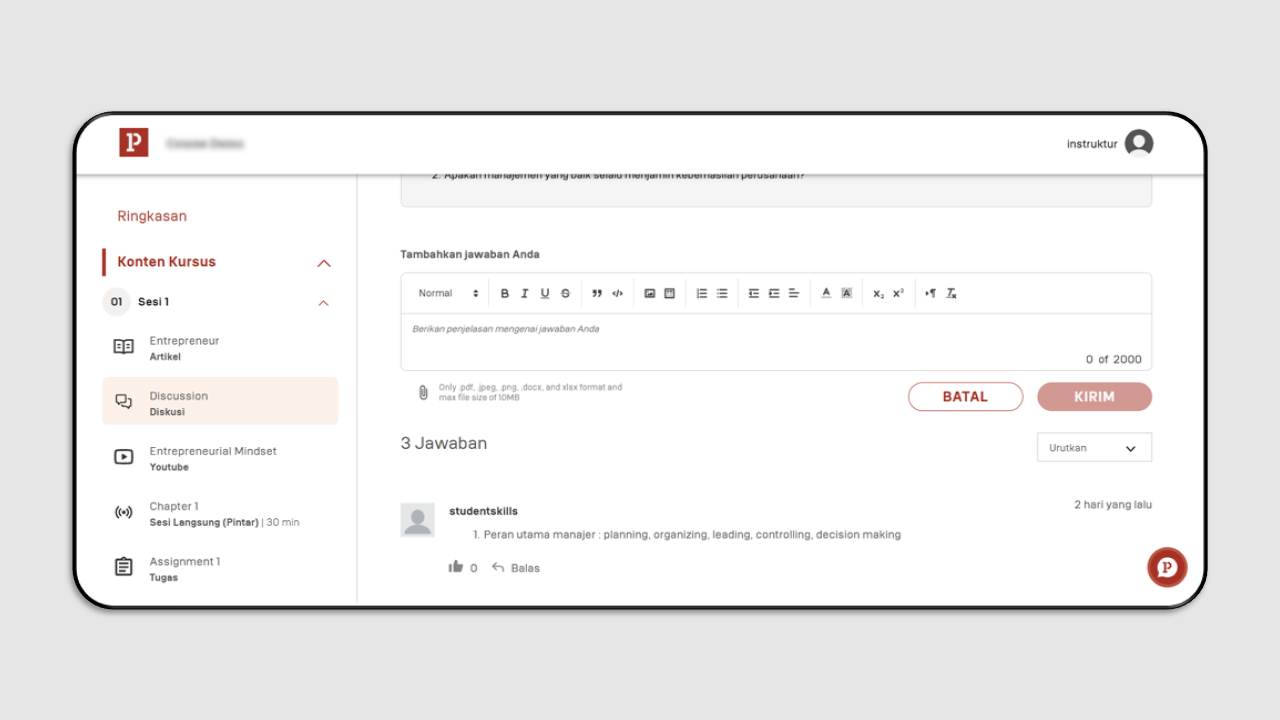 P
instruktur
2. Apakah manajemen yang baik selalu menjamin keberhasilan perusahaan?
Ringkasan
Konten Kursus
01 Sesi 1
Entrepreneur
Artikel
Discussion
Diskusi
Entrepreneurial Mindset
Youtube
Chapter 1
Sesi Langsung (Pintar) | 30 min
Assignment 1
Tugas
Tambahkan jawaban Anda
Normal B I U S ” </> A A X₂ X² Tx
Berikan penjelasan mengenai jawaban Anda
0 of 2000
Only .pdf, .jpeg, .png, .docx, and xlsx format and
max file size of 10MB
BATAL KIRIM
3 Jawaban
Urutkan
studentskills
2 hari yang lalu
1. Peran utama manajer : planning, organizing, leading, controlling, decision making
0 Balas
P